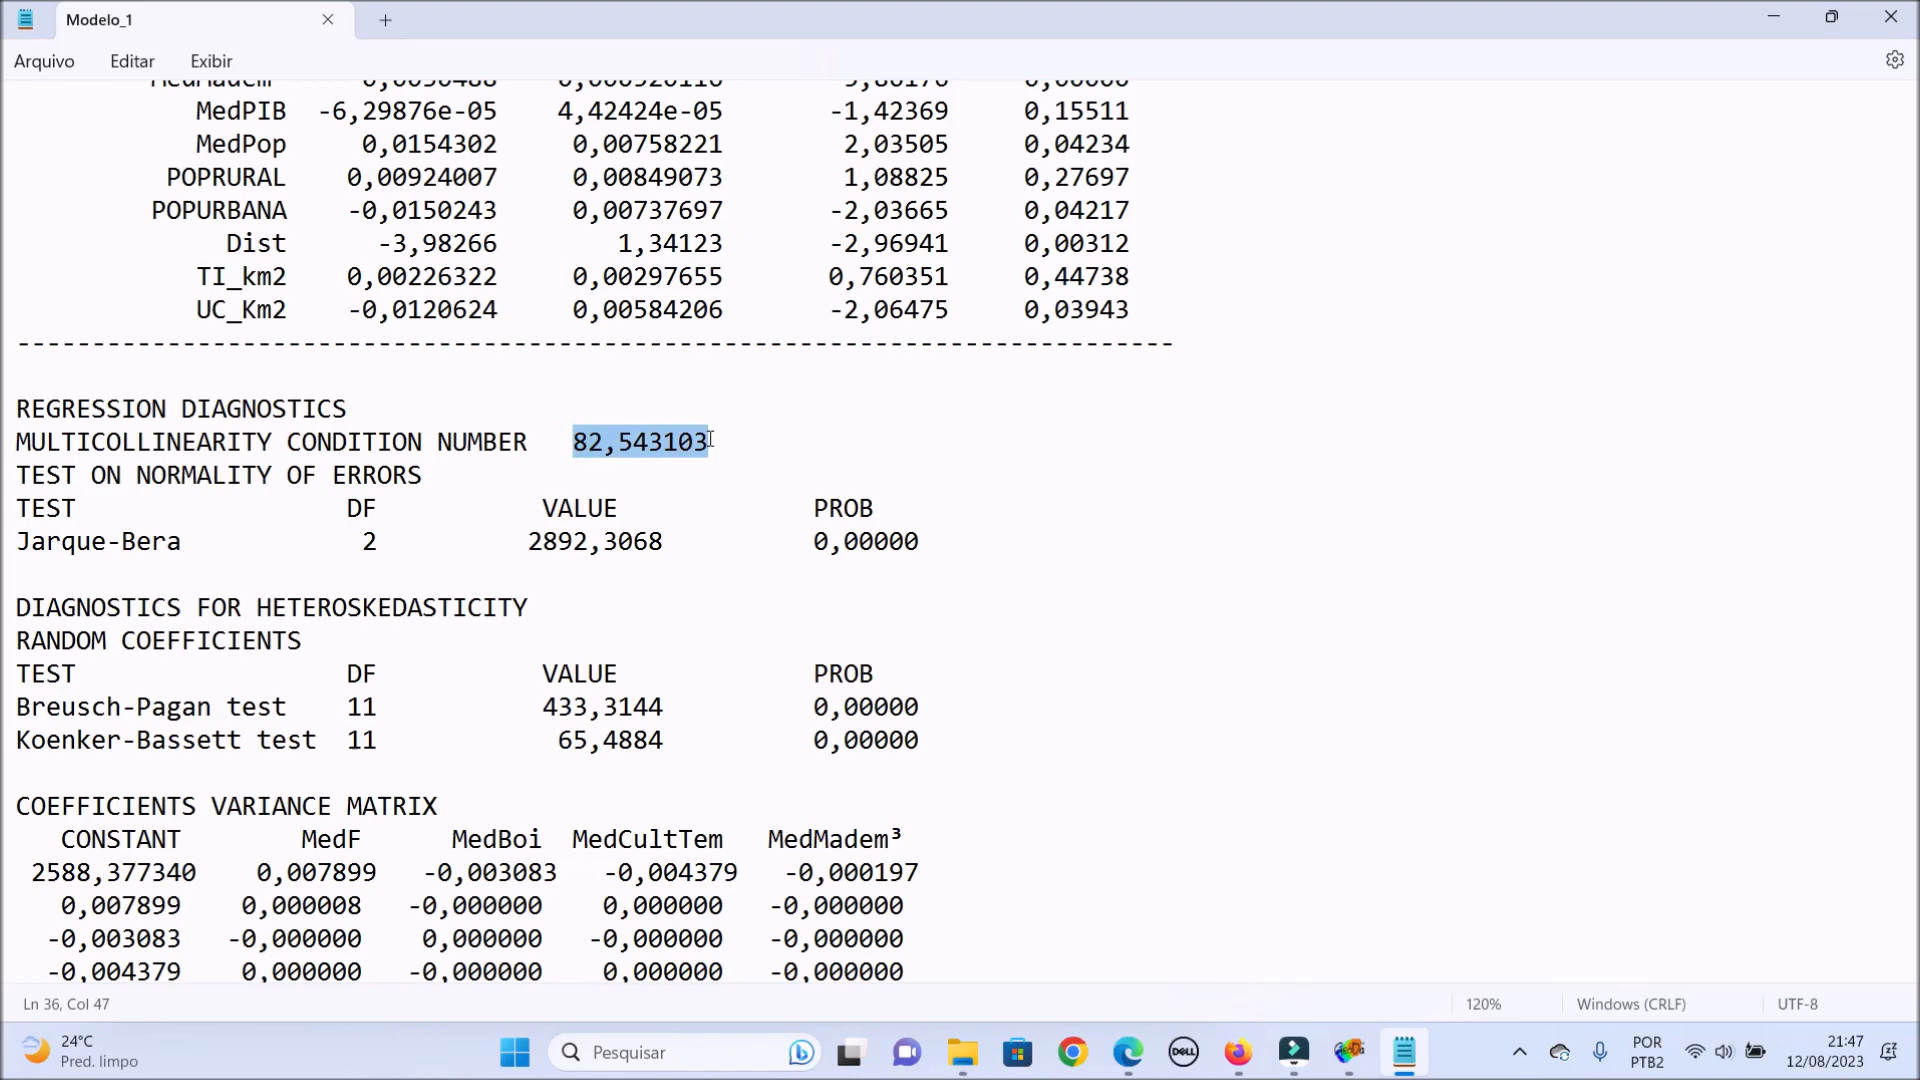 Modelo_1
Arquivo Editar Exibir
MedPIB -6,29876e-05 4,42424e-05 -1,42369 0,15511
MedPop 0,0154302 0,00758221 2,03505 0,04234
POPRURAL 0,00924007 0,00849073 1,08825 0,27697
POPURBANA -0,0150243 0,00737697 -2,03665 0,04217
Dist -3,98266 1,34123 -2,96941 0,00312
TI_km2 0,00226322 0,00297655 0,760351 0,44738
UC_Km2 -0,0120624 0,00584206 -2,06475 0,03943
-----------------------------------------------------------------------------
REGRESSION DIAGNOSTICS
MULTICOLLINEARITY CONDITION NUMBER 82,543103
TEST ON NORMALITY OF ERRORS
TEST DF VALUE PROB
Jarque-Bera 2 2892,3068 0,00000
DIAGNOSTICS FOR HETEROSKEDASTICITY
RANDOM COEFFICIENTS
TEST DF VALUE PROB
Breusch-Pagan test 11 433,3144 0,00000
Koenker-Bassett test 11 65,4884 0,00000
COEFFICIENTS VARIANCE MATRIX
CONSTANT MedF MedBoi MedCultTem MedMadem³
2588,377340 0,007899 -0,003083 -0,004379 -0,000197
0,007899 0,000008 -0,000000 0,000000 -0,000000
-0,003083 -0,000000 0,000000 -0,000000 -0,000000
-0,004379 0,000000 -0,000000 0,000000 -0,000000
Ln 36, Col 47 120% Windows (CRLF) UTF-8
24°C
Pred. limpo
Pesquisar
DELL
POR
PTB2
21:47
12/08/2023